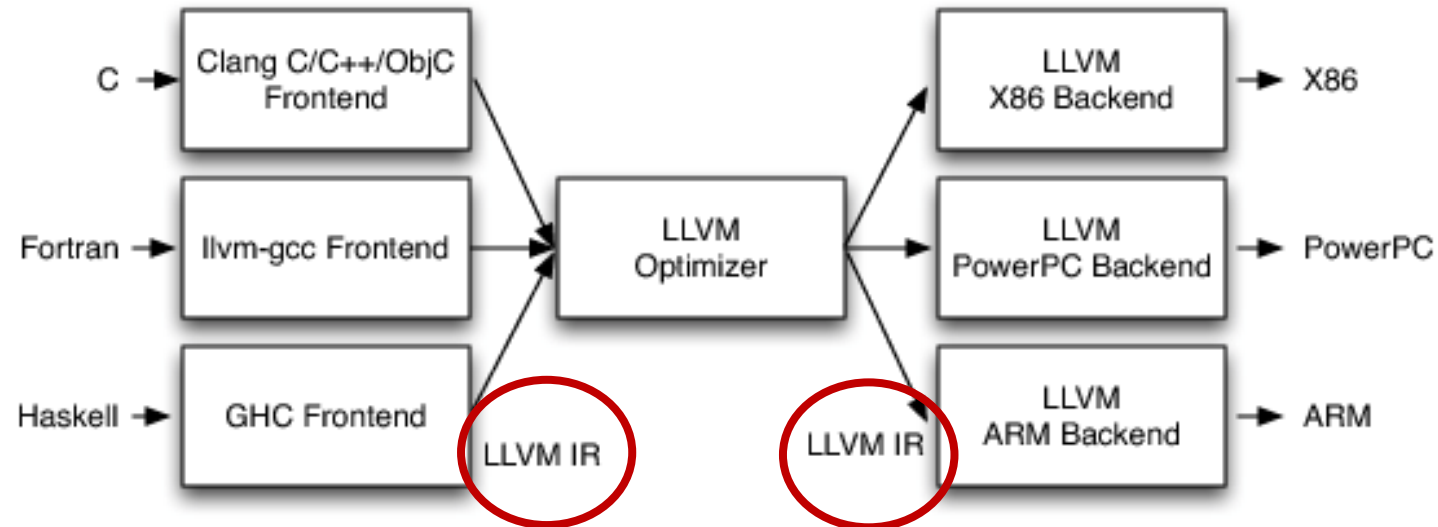 C
Clang C/C++/ObjC
Frontend
LLVM
X86 Backend
X86
Fortran
llvm-gcc Frontend
LLVM
Optimizer
LLVM
PowerPC Backend
PowerPC
Haskell
GHC Frontend
LLVM IR
LLVM IR
LLVM
ARM Backend
ARM